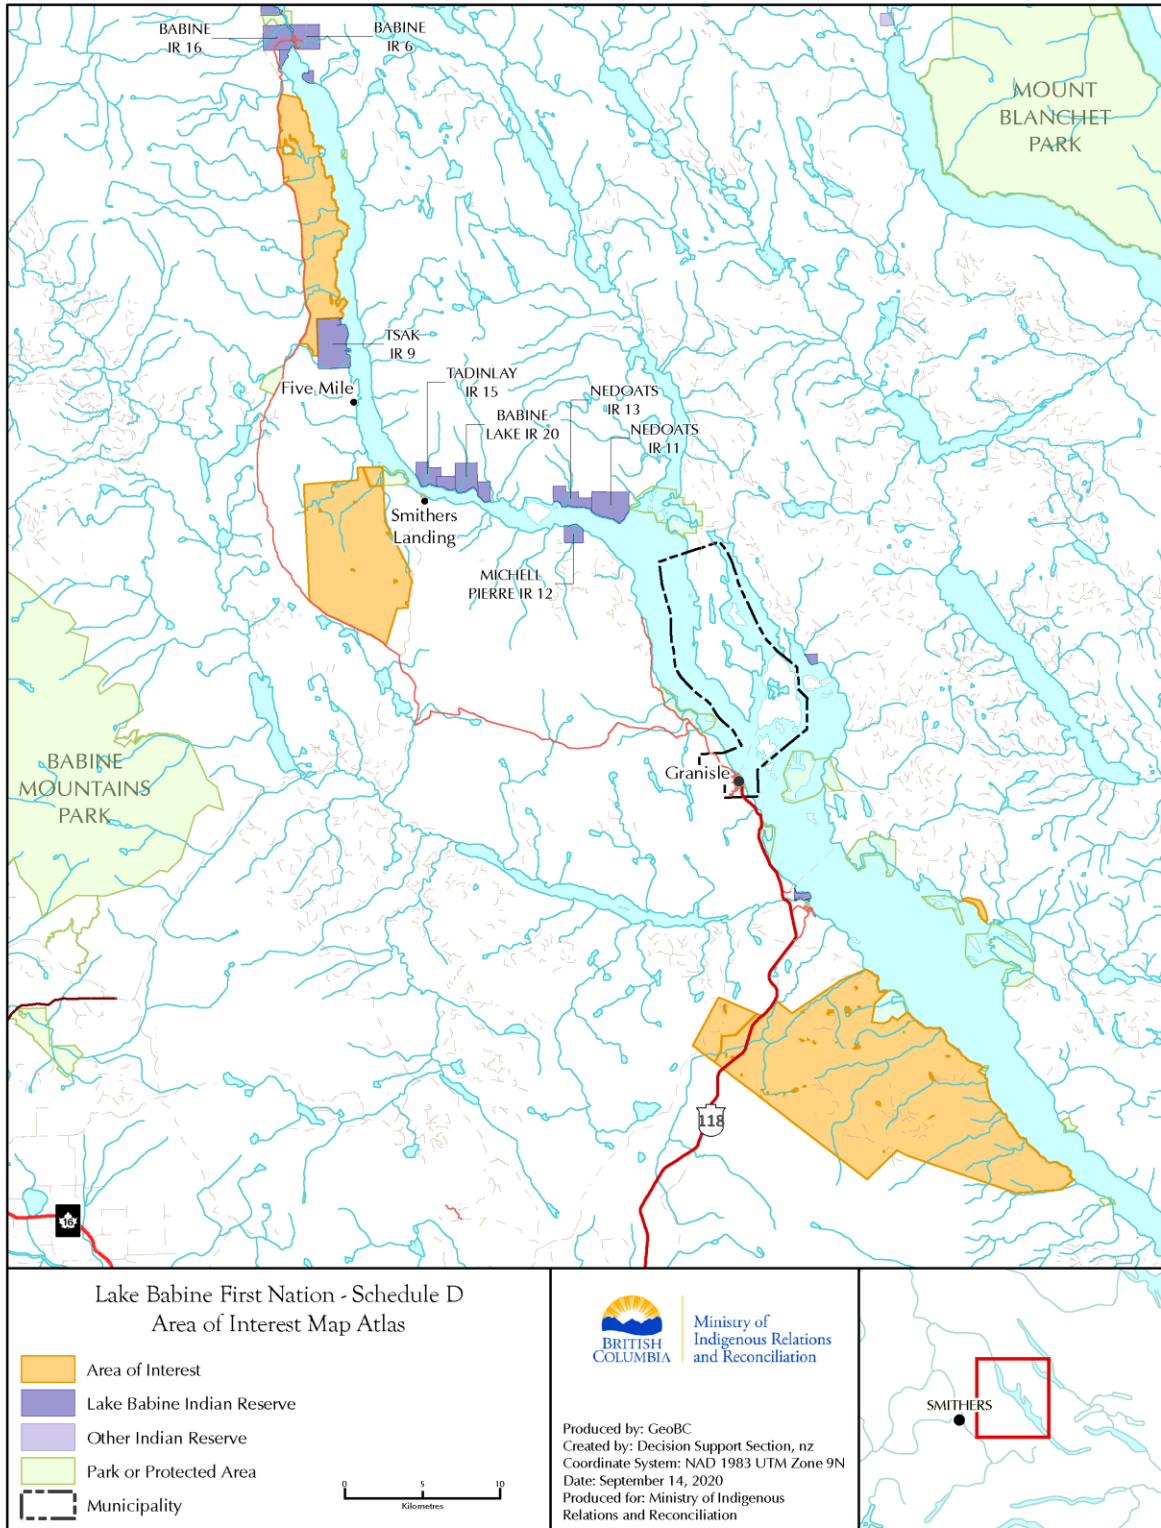 BABINE
IR 16
BABINE
IR 6
MOUNT
BLANCHET
PARK
TSAK
IR 9
Five Mile
TADINLAY
IR 15
BABINE
LAKE IR 20
NEDOATS
IR 13
NEDOATS
IR 11
Smithers
Landing
MICHELL
PIERRE IR 12
BABINE
MOUNTAINS
PARK
Granisle
118
16
Lake Babine First Nation - Schedule D
Area of Interest Map Atlas
Area of Interest
Lake Babine Indian Reserve
Other Indian Reserve
Park or Protected Area
Municipality
0 5 10
Kilometres
BRITISH
COLUMBIA
Ministry of
Indigenous Relations
and Reconciliation
Produced by: GeoBC
Created by: Decision Support Section, nz
Coordinate System: NAD 1983 UTM Zone 9N
Date: September 14, 2020
Produced for: Ministry of Indigenous
Relations and Reconciliation
SMITHERS